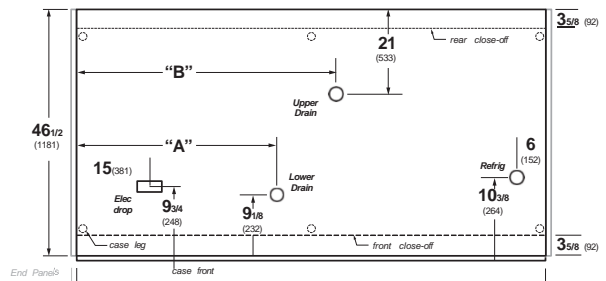 3 5/8 (92)
21
(533)
rear close-off
“B”
Upper
Drain
46 1/2
(1181)
“A”
6
(152)
15 (381)
Lower
Drain
Refrig
Elec
drop
9 3/4
(248)
9 1/8
(232)
10 3/8
(264)
case leg
front close-off
3 5/8 (92)
End Panels
case front